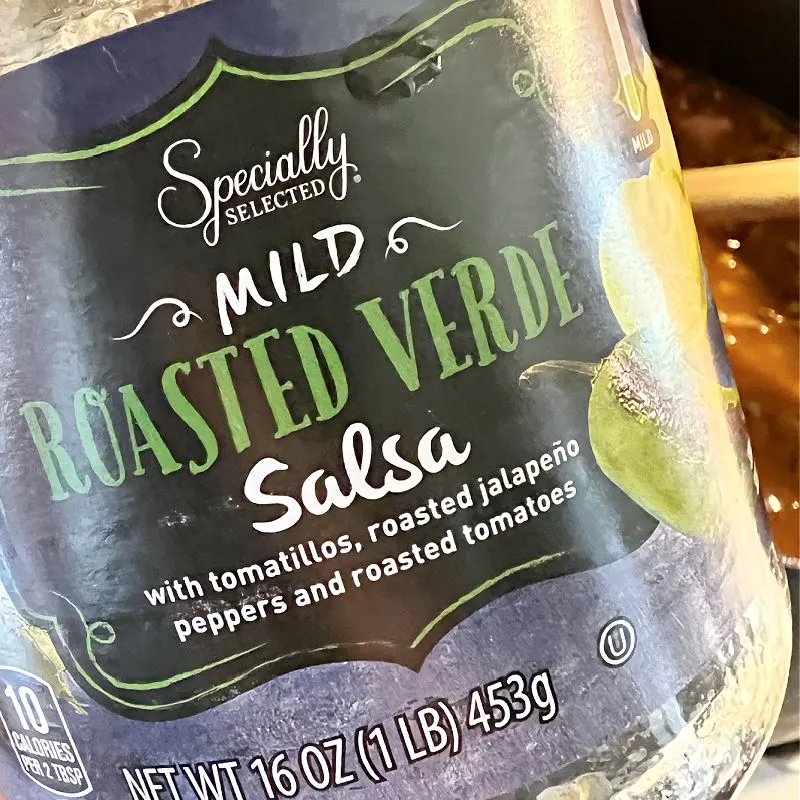 Specially
SELECTED®
MILD
MILD
ROASTED VERDE
Salsa
with tomatillos, roasted jalapeño
peppers and roasted tomatoes
U
10
CALORIES
PER 2 TBSP
NET WT 16 OZ (1 LB) 453g